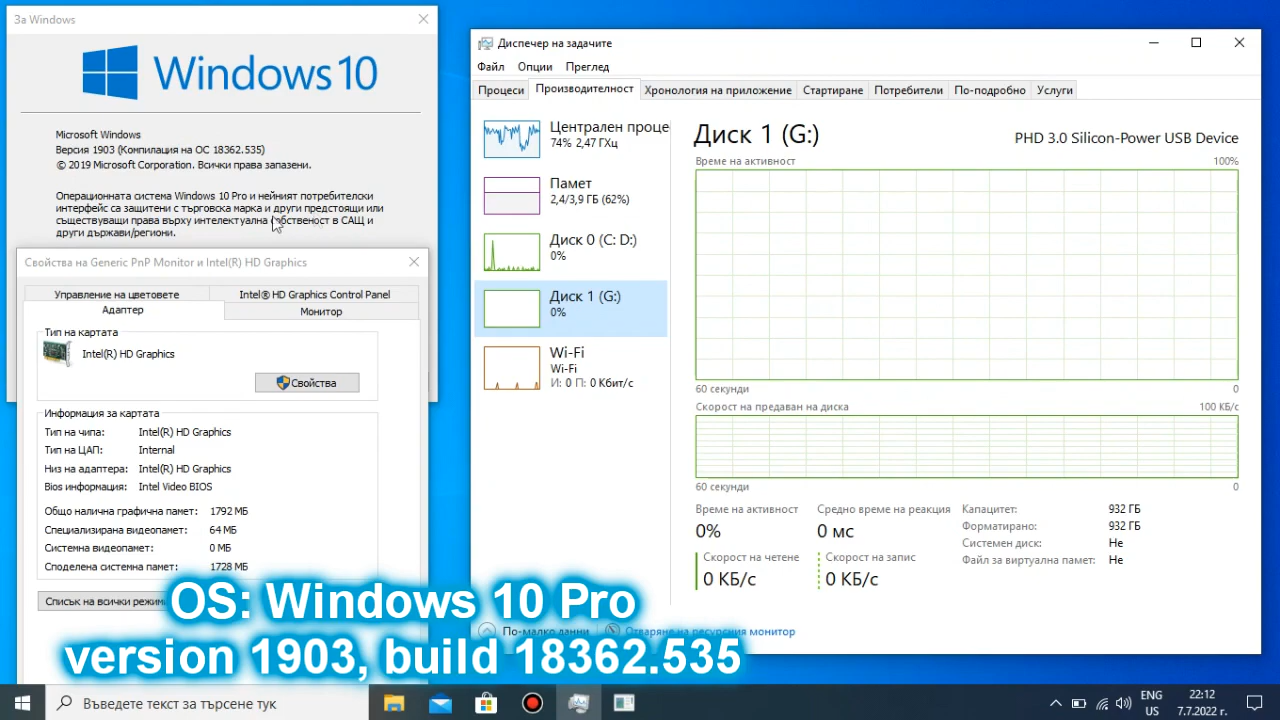 За Windows
Windows 10
Microsoft Windows
Версия 1903 (Компилация на ОС 18362.535)
© 2019 Microsoft Corporation. Всички права запазени.
Операционната система Windows 10 Pro и нейният потребителски
интерфейс са защитени с търговска марка и други предстоящи или
съществуващи права върху интелектуална собственост в САЩ и
други държави/региони.
Свойства на Generic PnP Monitor и Intel(R) HD Graphics
Управление на цветовете
Intel® HD Graphics Control Panel
Адаптер
Монитор
Тип на картата
Intel(R) HD Graphics
Свойства
Информация за картата
Тип на чипа: Intel(R) HD Graphics
Тип на ЦАП: Internal
Низ на адаптера: Intel(R) HD Graphics
Bios информация: Intel Video BIOS
Общо налична графична памет: 1792 МБ
Специализирана видеопамет: 64 МБ
Системна видеопамет: 0 МБ
Споделена системна памет: 1728 МБ
Списък на всички режими
Диспечер на задачите
Файл Опции Преглед
Процеси Производителност Хронология на приложение Стартиране Потребители По-подробно Услуги
Централен проце
74% 2,47 ГХц
Памет
2,4/3,9 ГБ (62%)
Диск 0 (C: D:)
0%
Диск 1 (G:)
0%
Wi-Fi
Wi-Fi
И: 0 П: 0 Кбит/с
Диск 1 (G:)
PHD 3.0 Silicon-Power USB Device
Време на активност 100%
60 секунди 0
Скорост на предаван на диска 100 КБ/с
60 секунди 0
Време на активност
0%
Средно време на реакция
0 мс
Скорост на четене
0 КБ/с
Скорост на запис
0 КБ/с
Капацитет: 932 ГБ
Форматирано: 932 ГБ
Системен диск: Не
Файл за виртуална памет: Не
По-малко данни
Отваряне на ресурсния монитор
OS: Windows 10 Pro
version 1903, build 18362.535
Въведете текст за търсене тук
ENG
US
22:12
7.7.2022 г.